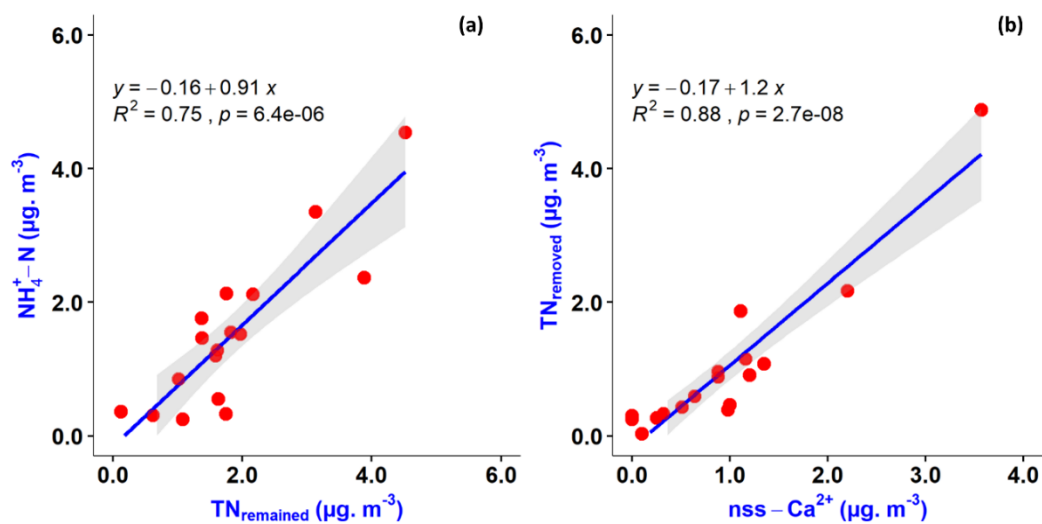 (a)
6.0
y = −0.16 + 0.91 x
R² = 0.75 , p = 6.4e-06
4.0
2.0
0.0
NH₄⁺ − N (µg. m⁻³)
0.0 2.0 4.0 6.0
TNremained (µg. m⁻³)
(b)
6.0
y = −0.17 + 1.2 x
R² = 0.88 , p = 2.7e-08
4.0
2.0
0.0
TNremoved (µg. m⁻³)
0.0 1.0 2.0 3.0 4.0
nss − Ca²⁺ (µg. m⁻³)